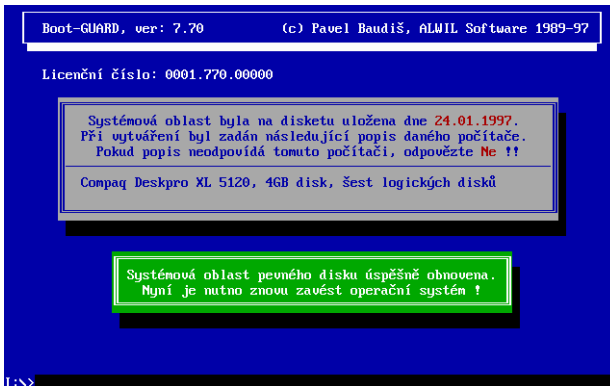 Boot-GUARD, ver: 7.70 (c) Pavel Baudiš, ALWIL Software 1989-97
Licenční číslo: 0001.770.00000
Systémová oblast byla na disketu uložena dne 24.01.1997.
Při vytváření byl zadán následující popis daného počítače.
Pokud popis neodpovídá tomuto počítači, odpovězte Ne !!
Compaq Deskpro XL 5120, 4GB disk, šest logických disků
Systémová oblast pevného disku úspěšně obnovena.
Nyní je nutno znovu zavést operační systém !